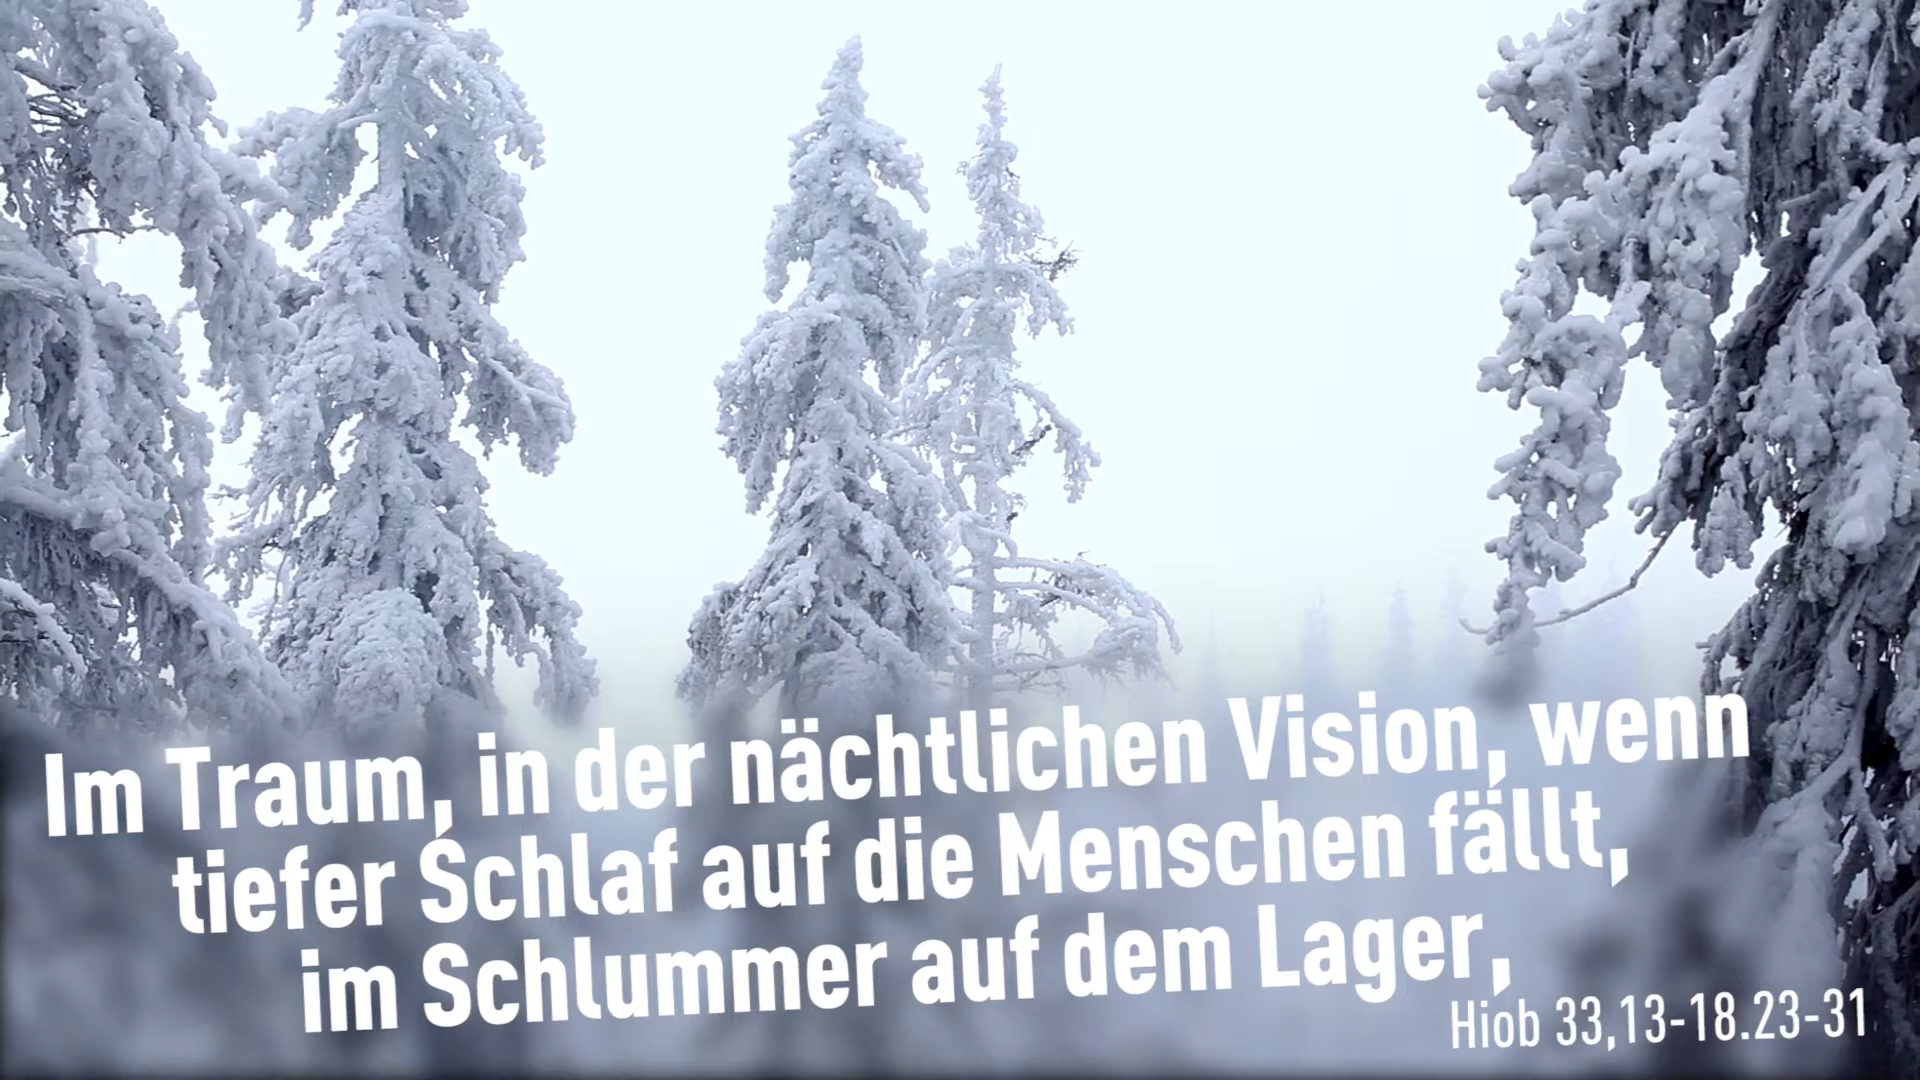 Im Traum, in der nächtlichen Vision, wenn
tiefer Schlaf auf die Menschen fällt,
im Schlummer auf dem Lager,
Hiob 33,13-18.23-31